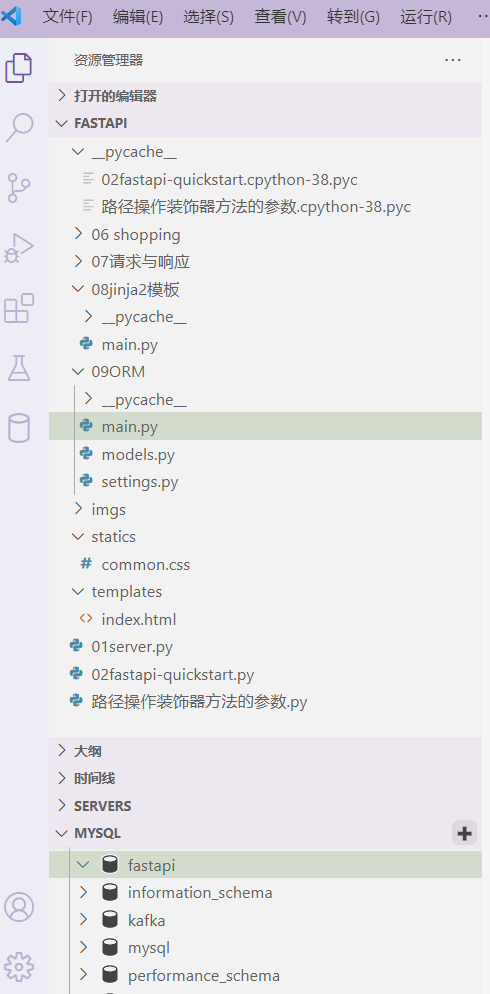 文件(F) 编辑(E) 选择(S) 查看(V) 转到(G) 运行(R) ···
资源管理器 ···
打开的编辑器
FASTAPI
__pycache__
02fastapi-quickstart.cpython-38.pyc
路径操作装饰器方法的参数.cpython-38.pyc
06 shopping
07请求与响应
08jinja2模板
__pycache__
main.py
09ORM
__pycache__
main.py
models.py
settings.py
imgs
statics
# common.css
templates
<> index.html
01server.py
02fastapi-quickstart.py
路径操作装饰器方法的参数.py
大纲
时间线
SERVERS
MYSQL
fastapi
information_schema
kafka
mysql
performance_schema